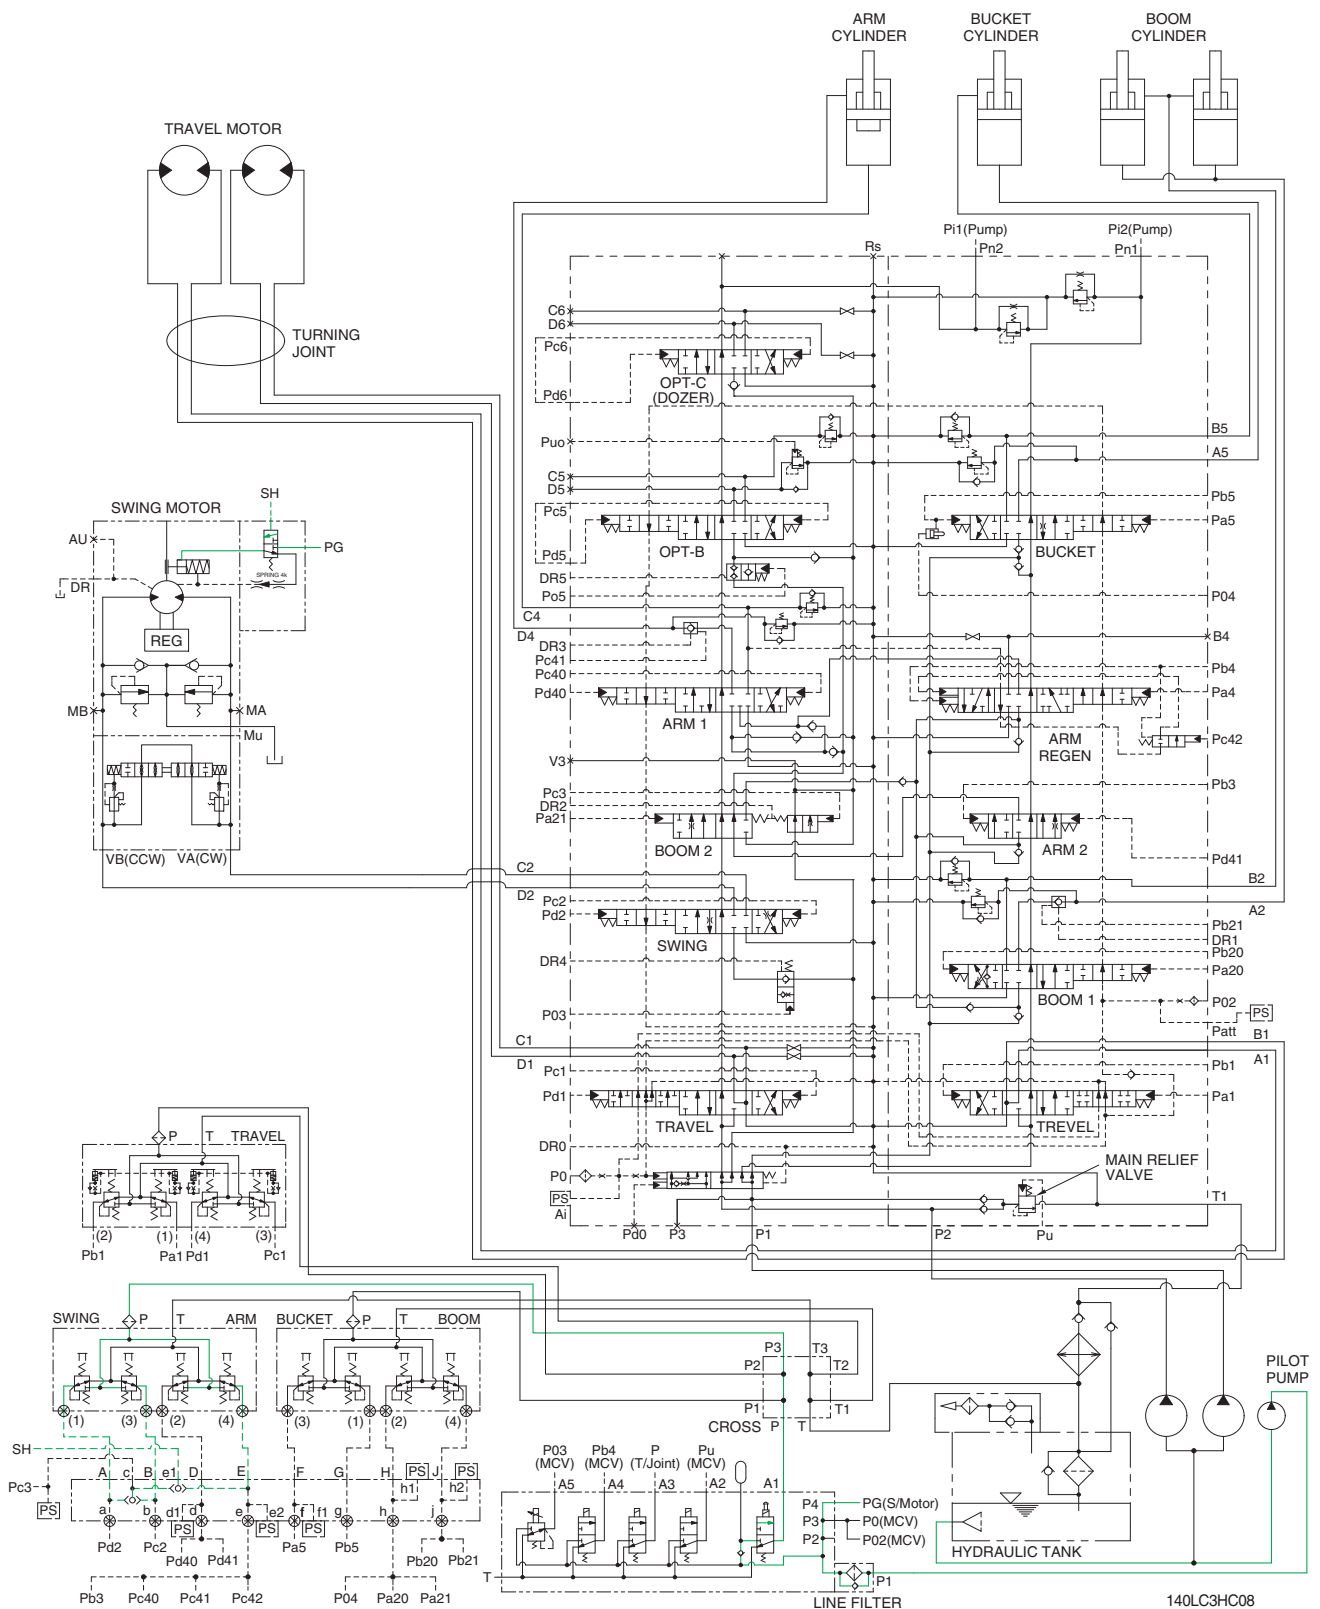 ARM
CYLINDER
BUCKET
CYLINDER
BOOM
CYLINDER
TRAVEL MOTOR
TURNING
JOINT
Pi1(Pump)
Pn2
Pi2(Pump)
Pn1
Rs
C6
D6
Pc6
Pd6
OPT-C
(DOZER)
Puo
C5
D5
Pc5
Pd5
OPT-B
DR5
Po5
C4
D4
DR3
Pc41
Pc40
Pd40
ARM 1
V3
Pc3
DR2
Pa21
BOOM 2
C2
D2
Pc2
Pd2
SWING
DR4
P03
C1
D1
Pc1
Pd1
TRAVEL
DR0
P0
PS
Ai
Pd0
P3
P1
P2
Pu
B5
A5
Pb5
Pa5
BUCKET
P04
B4
Pb4
Pa4
ARM
REGEN
Pc42
Pb3
ARM 2
Pd41
B2
A2
Pb21
DR1
Pb20
Pa20
BOOM 1
P02
PS
Patt
B1
A1
Pb1
Pa1
TREVEL
MAIN RELIEF
VALVE
T1
SWING MOTOR
SH
AU
PG
SPRING 4k
DR
REG
MB
MA
Mu
VB(CCW)
VA(CW)
P
T
TRAVEL
(2)
(1)
(4)
(3)
Pb1
Pa1
Pd1
Pc1
SWING
P
T
ARM
BUCKET
P
T
BOOM
(1)
(3)
(2)
(4)
(3)
(1)
(2)
(4)
SH
Pc3
PS
A
c
B
e1
D
E
F
G
H
PS
J
PS
h1
h2
a
b
d1
d
e
e2
f
f1
g
h
j
PS
PS
PS
Pd2
Pc2
Pd40
Pd41
Pa5
Pb5
Pb20
Pb21
Pb3
Pc40
Pc41
Pc42
P04
Pa20
Pa21
P3
T3
P2
T2
P1
T1
CROSS
P
T
P03
(MCV)
Pb4
(MCV)
P
(T/Joint)
Pu
(MCV)
A5
A4
A3
A2
A1
T
P4
PG(S/Motor)
P3
P0(MCV)
P2
P02(MCV)
P1
LINE FILTER
PILOT
PUMP
HYDRAULIC TANK
140LC3HC08